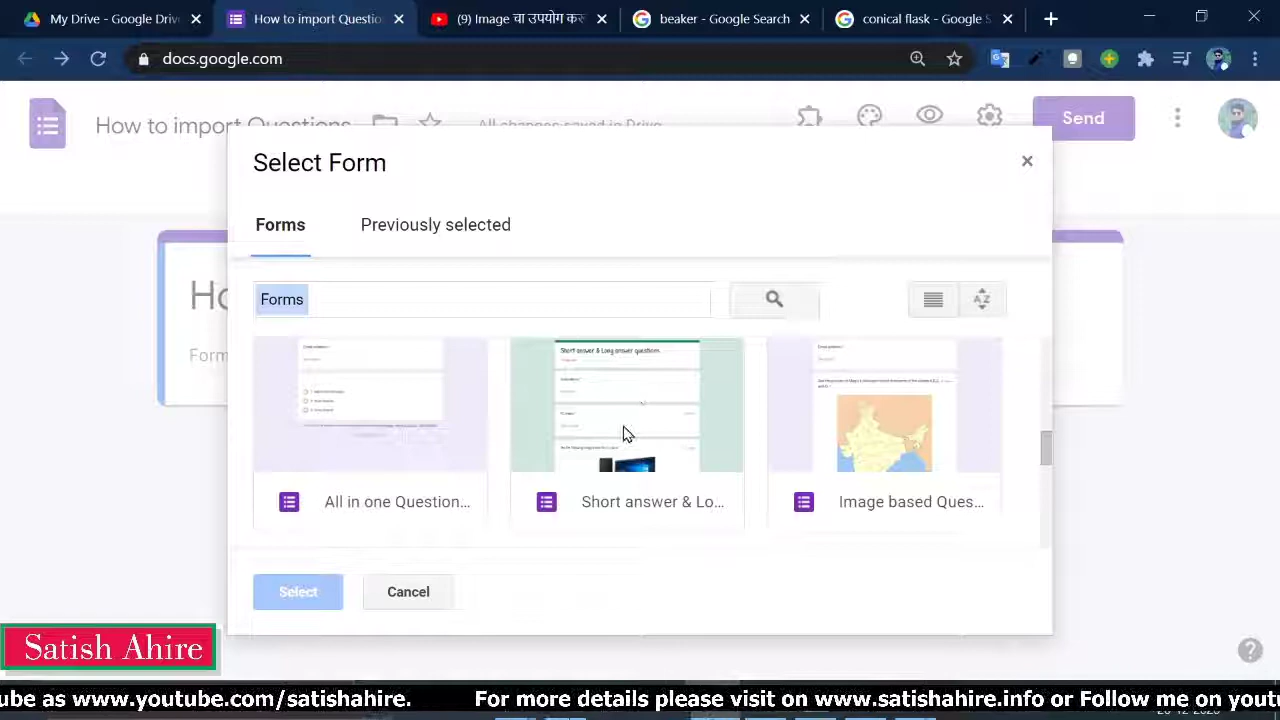 My Drive - Google Drive
How to import Questio
(9) Image चा उपयोग कर
beaker - Google Search
conical flask - Google S
docs.google.com
How to import Questions
All changes saved in Drive
Send
Select Form
Forms
Previously selected
Forms
Ho
Form
Short answer & Long answer questions
All in one Question...
Short answer & Lo...
Image based Ques...
Select
Cancel
Satish Ahire
ube as www.youtube.com/satishahire. For more details please visit on www.satishahire.info or Follow me on yout